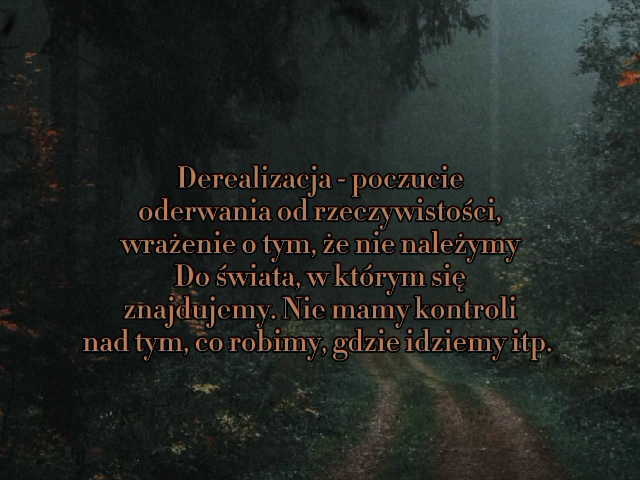 Derealizacja - poczucie
oderwania od rzeczywistości,
wrażenie o tym, że nie należymy
Do świata, w którym się
znajdujemy. Nie mamy kontroli
nad tym, co robimy, gdzie idziemy itp.